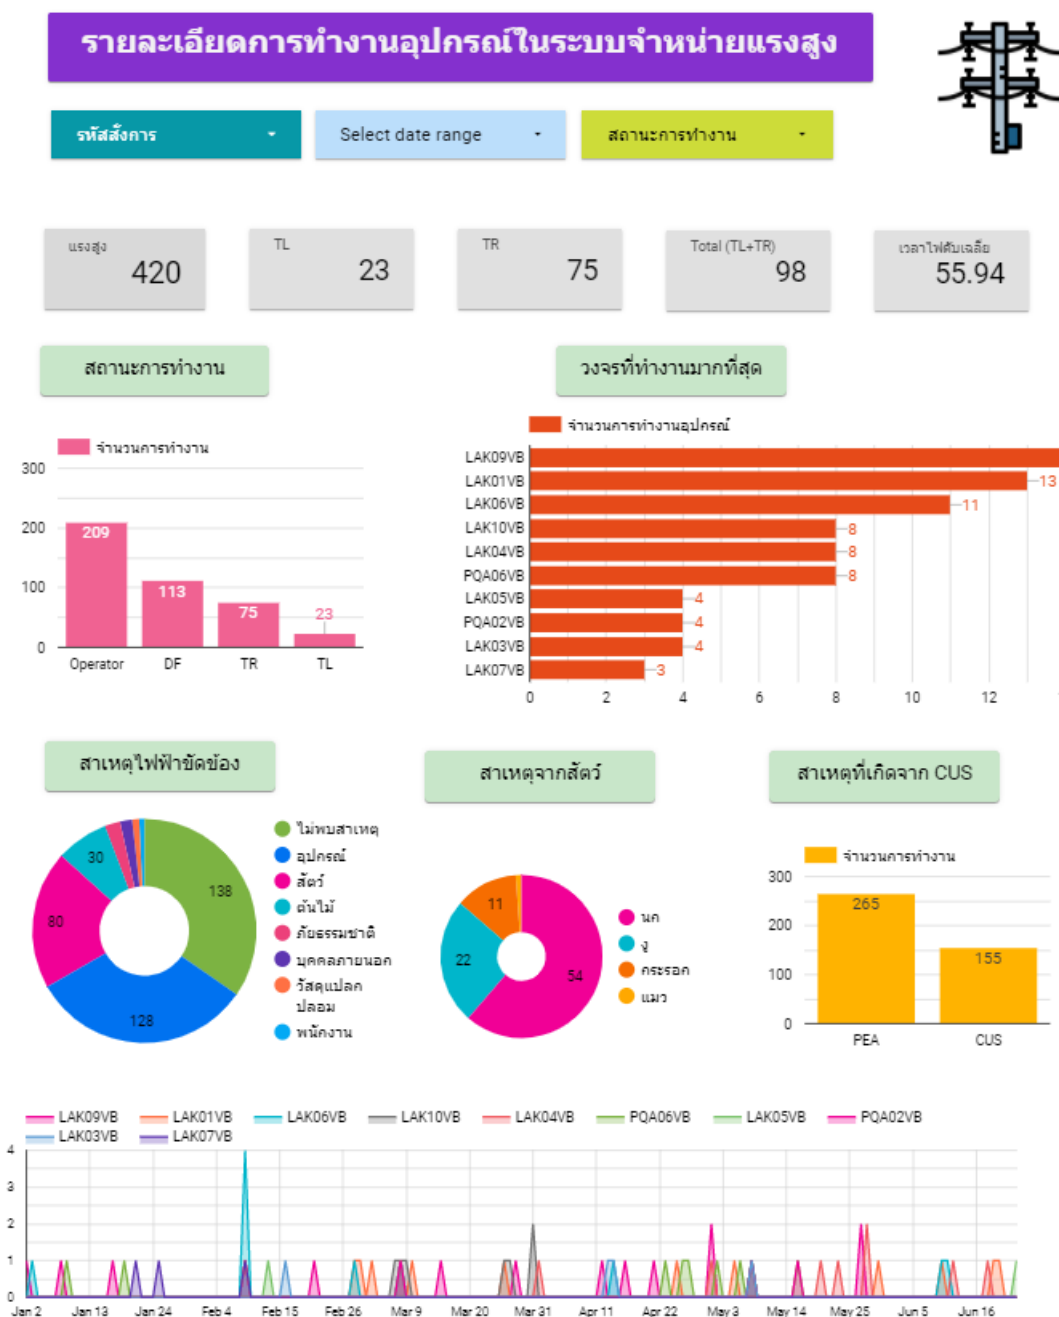 รายละเอียดการทำงานอุปกรณ์ในระบบจำหน่ายแรงสูง
รหัสสั่งการ
Select date range
สถานะการทำงาน
แรงสูง
420
TL
23
TR
75
Total (TL+TR)
98
เวลาไฟดับเฉลี่ย
55.94
สถานะการทำงาน
วงจรที่ทำงานมากที่สุด
จำนวนการทำงาน
300
200
100
0
209
113
75
23
Operator
DF
TR
TL
จำนวนการทำงานอุปกรณ์
LAK09VB
LAK01VB
13
LAK06VB
11
LAK10VB
8
LAK04VB
8
PQA06VB
8
LAK05VB
4
PQA02VB
4
LAK03VB
4
LAK07VB
3
0
2
4
6
8
10
12
สาเหตุไฟฟ้าขัดข้อง
สาเหตุจากสัตว์
สาเหตุที่เกิดจาก CUS
138
128
80
30
ไม่พบสาเหตุ
อุปกรณ์
สัตว์
ต้นไม้
ภัยธรรมชาติ
บุคคลภายนอก
วัสดุแปลก
ปลอม
พนักงาน
54
22
11
นก
งู
กระรอก
แมว
จำนวนการทำงาน
300
200
100
0
265
155
PEA
CUS
LAK09VB
LAK01VB
LAK06VB
LAK10VB
LAK04VB
PQA06VB
LAK05VB
PQA02VB
LAK03VB
LAK07VB
4
3
2
1
0
Jan 2
Jan 13
Jan 24
Feb 4
Feb 15
Feb 26
Mar 9
Mar 20
Mar 31
Apr 11
Apr 22
May 3
May 14
May 25
Jun 5
Jun 16